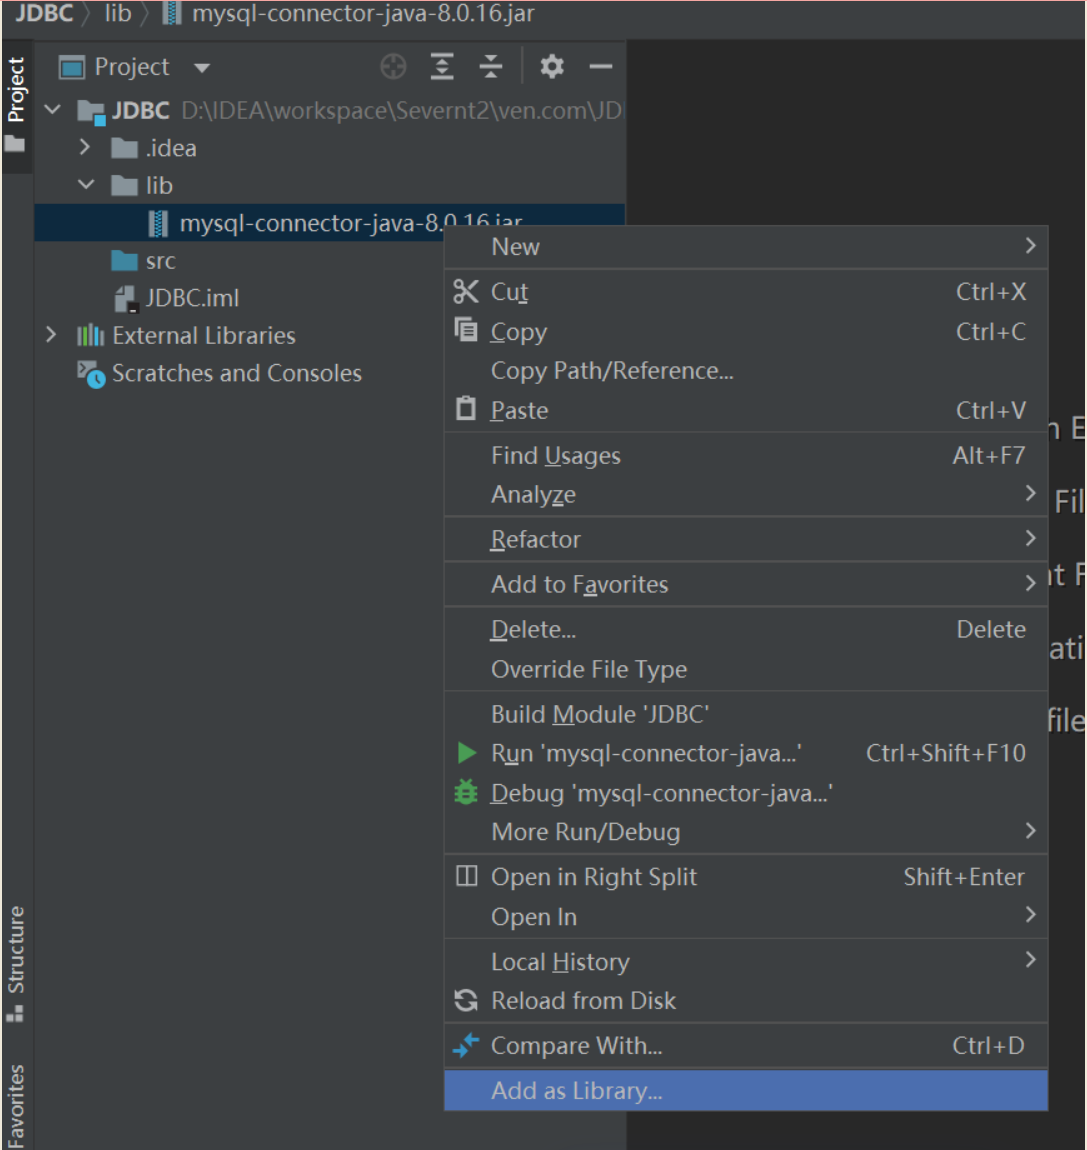 JDBC 〉 lib 〉 mysql-connector-java-8.0.16.jar
Project
Project
JDBC D:\IDEA\workspace\Severnt2\ven.com\JD
.idea
lib
mysql-connector-java-8.0.16.jar
src
JDBC.iml
External Libraries
Scratches and Consoles
New
Cut Ctrl+X
Copy Ctrl+C
Copy Path/Reference...
Paste Ctrl+V
Find Usages Alt+F7
Analyze
Refactor
Add to Favorites
Delete... Delete
Override File Type
Build Module 'JDBC'
Run 'mysql-connector-java...' Ctrl+Shift+F10
Debug 'mysql-connector-java...'
More Run/Debug
Open in Right Split Shift+Enter
Open In
Local History
Reload from Disk
Compare With... Ctrl+D
Add as Library...
Structure
Favorites